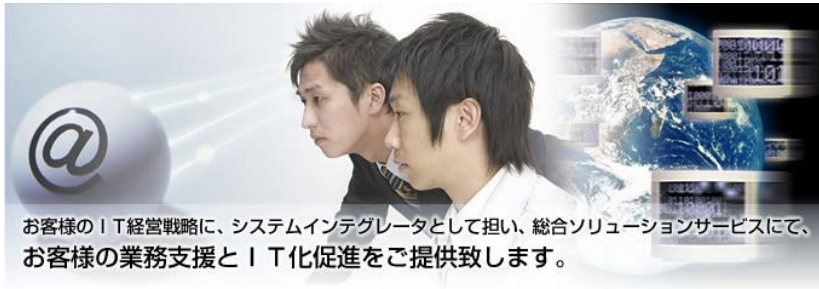 @
お客様のIT経営戦略に、システムインテグレータとして担い、総合ソリューションサービスにて、
お客様の業務支援とIT化促進をご提供致します。